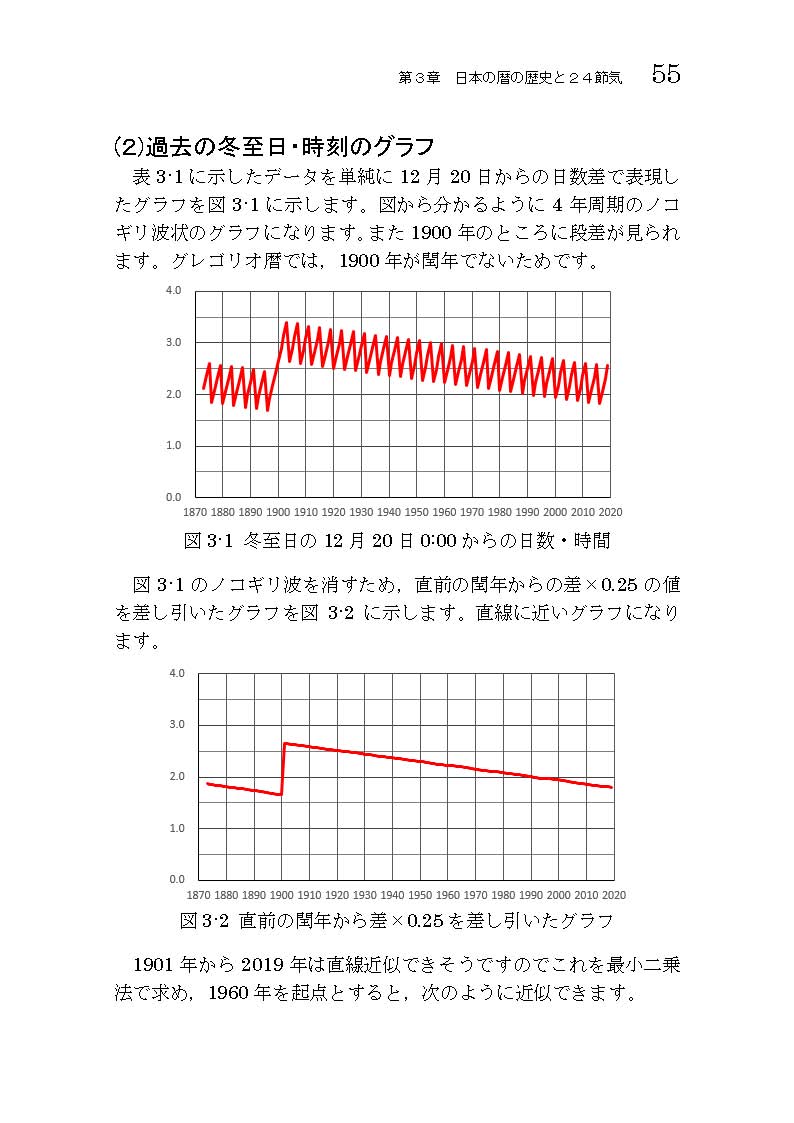 第３章　日本の暦の歴史と２４節気　55
(2)過去の冬至日・時刻のグラフ
　表 3·1 に示したデータを単純に 12 月 20 日からの日数差で表現し
たグラフを図 3·1 に示します。図から分かるように 4 年周期のノコ
ギリ波状のグラフになります。また 1900 年のところに段差が見られ
ます。グレゴリオ暦では，1900 年が閏年でないためです。
4.0
3.0
2.0
1.0
0.0
1870 1880 1890 1900 1910 1920 1930 1940 1950 1960 1970 1980 1990 2000 2010 2020
図 3·1 冬至日の 12 月 20 日 0:00 からの日数・時間
　図 3·1 のノコギリ波を消すため，直前の閏年からの差×0.25 の値
を差し引いたグラフを図 3·2 に示します。直線に近いグラフになり
ます。
4.0
3.0
2.0
1.0
0.0
1870 1880 1890 1900 1910 1920 1930 1940 1950 1960 1970 1980 1990 2000 2010 2020
図 3·2 直前の閏年から差×0.25 を差し引いたグラフ
　1901 年から 2019 年は直線近似できそうですのでこれを最小二乗
法で求め，1960 年を起点とすると，次のように近似できます。